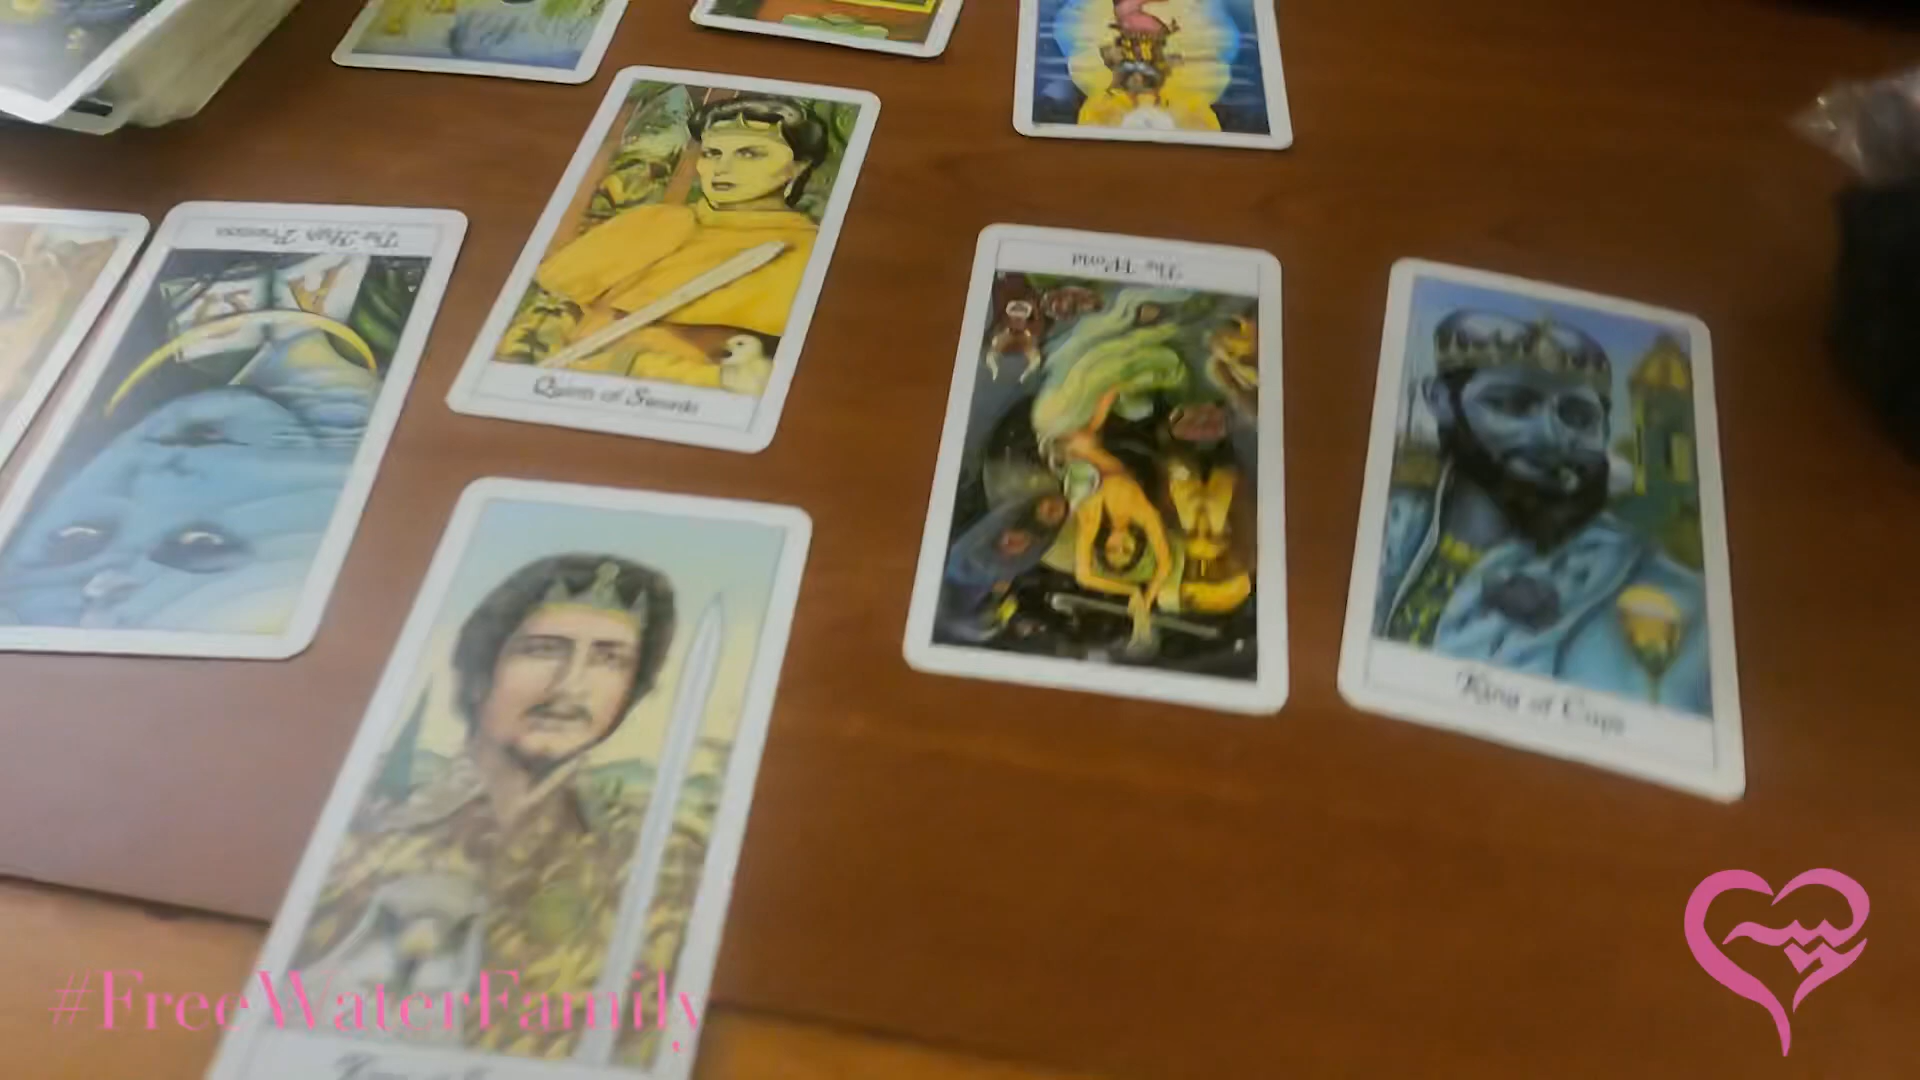 The High Priestess
Queen of Swords
The World
King of Cups
#FreeWaterFamily